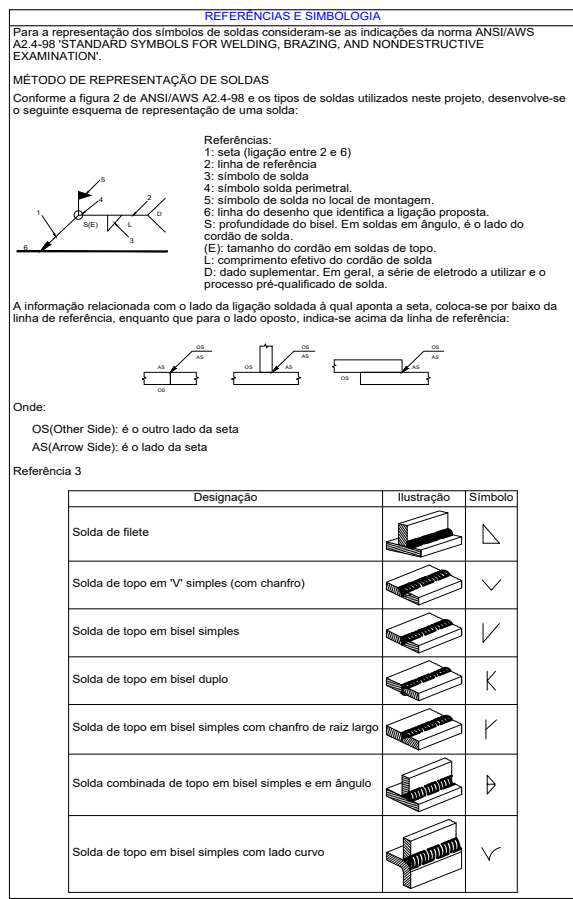 REFERÊNCIAS E SIMBOLOGIA
Para a representação dos símbolos de soldas consideram-se as indicações da norma ANSI/AWS
A2.4-98 'STANDARD SYMBOLS FOR WELDING, BRAZING, AND NONDESTRUCTIVE
EXAMINATION'.
MÉTODO DE REPRESENTAÇÃO DE SOLDAS
Conforme a figura 2 de ANSI/AWS A2.4-98 e os tipos de soldas utilizados neste projeto, desenvolve-se
o seguinte esquema de representação de uma solda:
5
4
2
1
S(E)
L
D
3
6
Referências:
1: seta (ligação entre 2 e 6)
2: linha de referência
3: símbolo de solda
4: símbolo solda perimetral.
5: símbolo de solda no local de montagem.
6: linha do desenho que identifica a ligação proposta.
S: profundidade do bisel. Em soldas em ângulo, é o lado do
cordão de solda.
(E): tamanho do cordão em soldas de topo.
L: comprimento efetivo do cordão de solda
D: dado suplementar. Em geral, a série de eletrodo a utilizar e o
processo pré-qualificado de solda.
A informação relacionada com o lado da ligação soldada à qual aponta a seta, coloca-se por baixo da
linha de referência, enquanto que para o lado oposto, indica-se acima da linha de referência:
OS
AS
AS
OS
OS
AS
OS
AS
OS
AS
AS
OS
Onde:
OS(Other Side): é o outro lado da seta
AS(Arrow Side): é o lado da seta
Referência 3
Designação Ilustração Símbolo
Solda de filete
Solda de topo em 'V' simples (com chanfro)
Solda de topo em bisel simples
Solda de topo em bisel duplo
Solda de topo em bisel simples com chanfro de raiz largo
Solda combinada de topo em bisel simples e em ângulo
Solda de topo em bisel simples com lado curvo